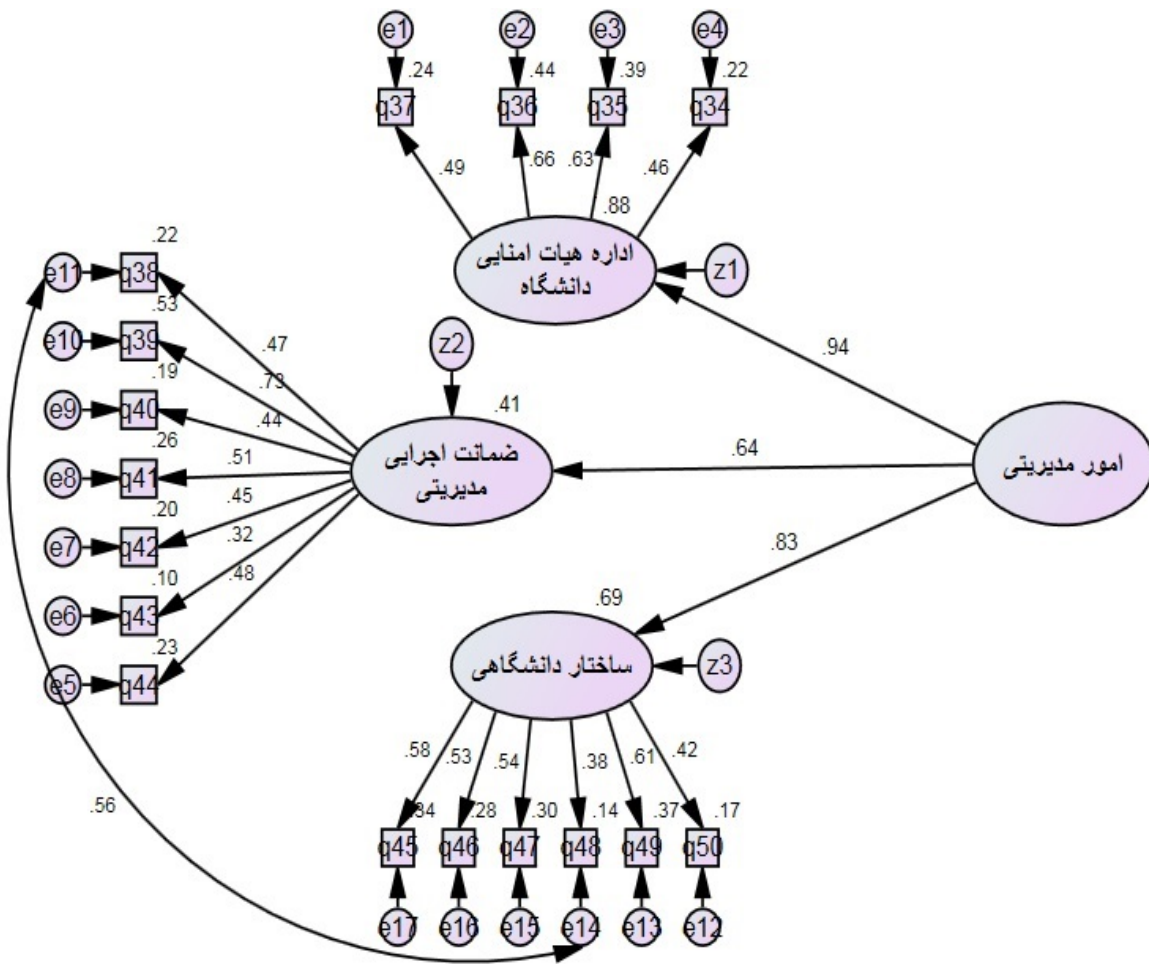 e1
e2
e3
e4
.24
.44
.39
.22
q37
q36
q35
q34
.49
.66
.63
.46
.88
اداره هیات امنایی
دانشگاه
z1
.94
.22
e11
q38
.53
e10
q39
.19
e9
q40
.26
e8
q41
.20
e7
q42
.10
e6
q43
.23
e5
q44
.47
.73
.44
.51
.45
.32
.48
z2
.41
ضمانت اجرایی
مدیریتی
.64
امور مدیریتی
.83
.69
ساختار دانشگاهی
z3
.58
.53
.54
.38
.61
.42
.34
.28
.30
.14
.37
.17
q45
q46
q47
q48
q49
q50
e17
e16
e15
e14
e13
e12
.56